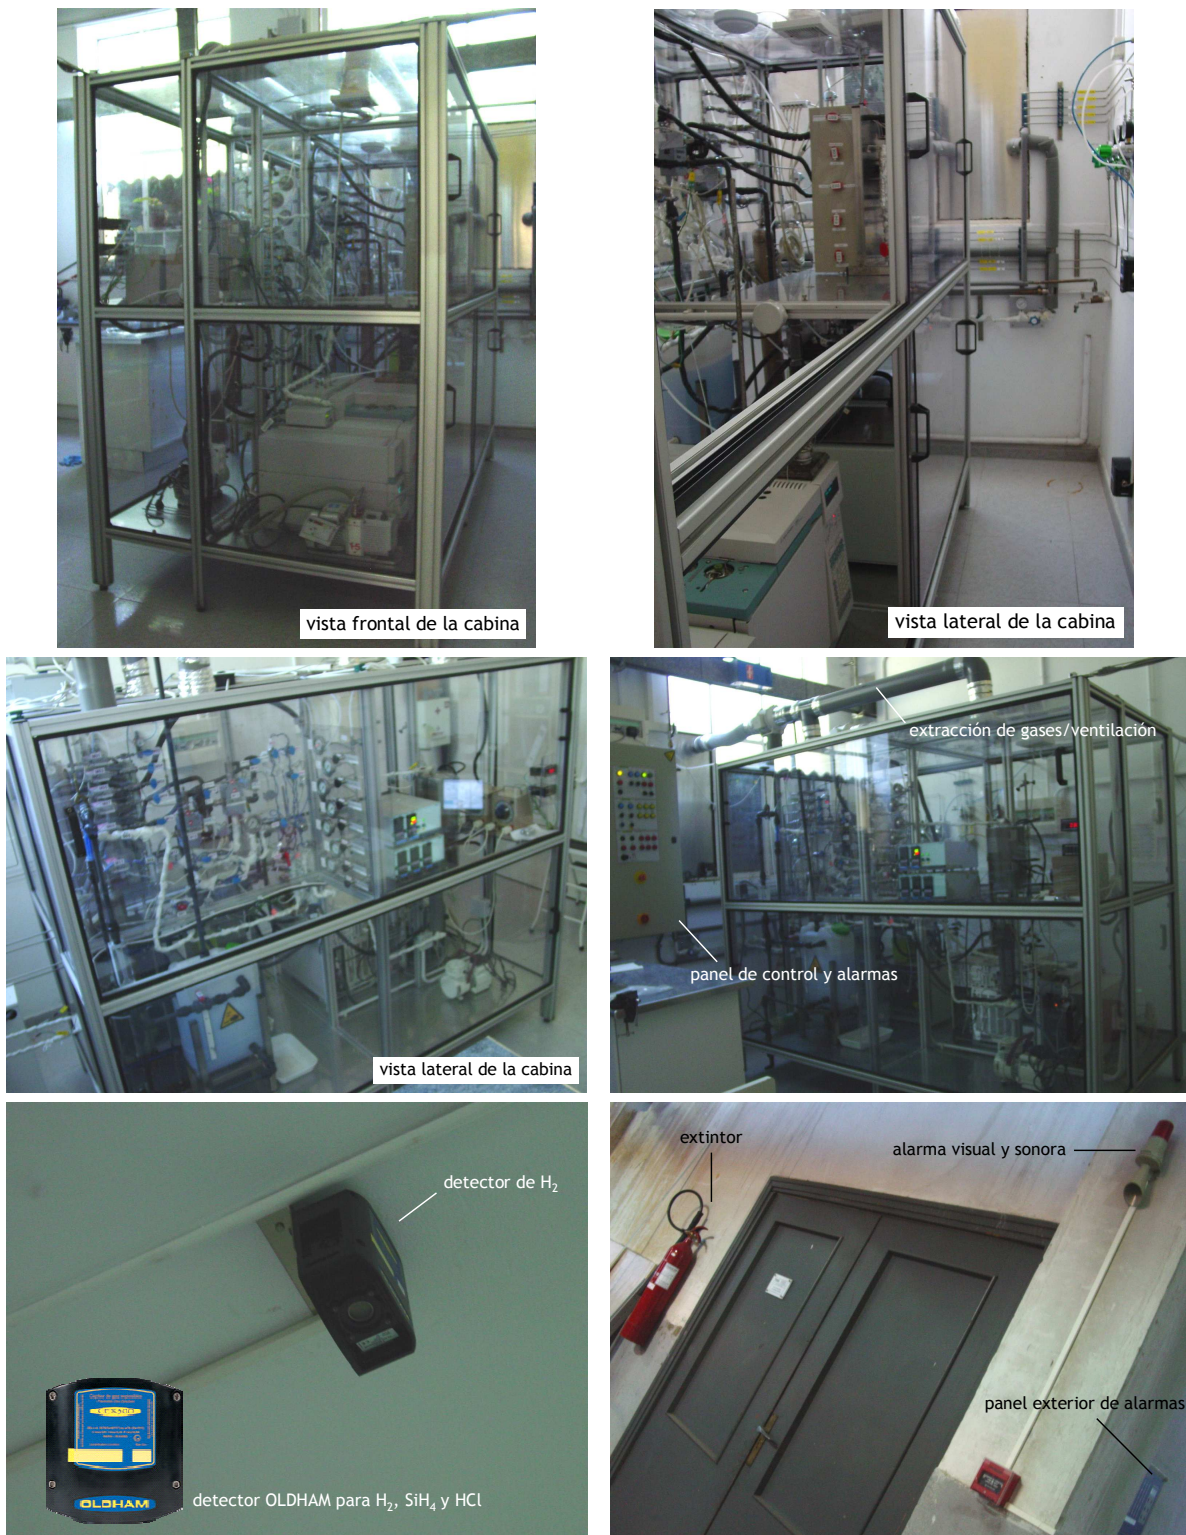 vista frontal de la cabina
vista lateral de la cabina
extracción de gases/ventilación
panel de control y alarmas
vista lateral de la cabina
detector de H₂
OLDHAM
detector OLDHAM para H₂, SiH₄ y HCl
extintor
alarma visual y sonora
panel exterior de alarmas